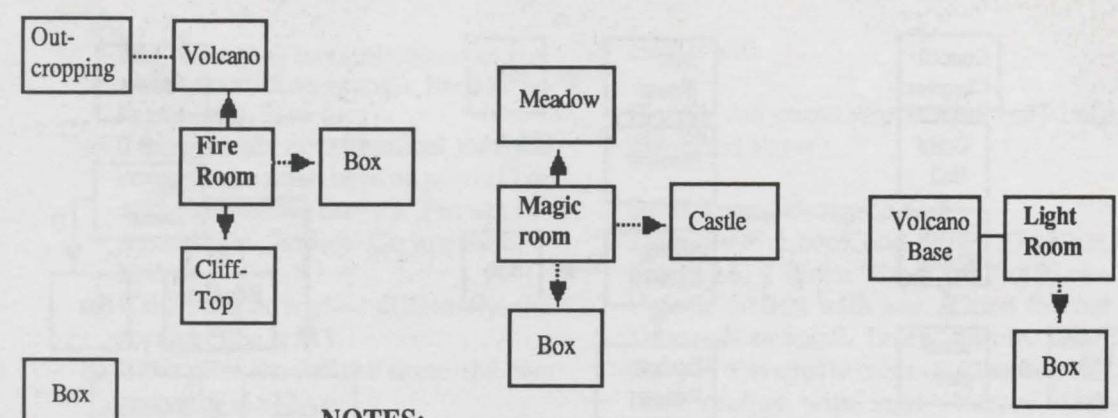 Out-
cropping
Volcano
Fire
Room
Box
Cliff-
Top
Meadow
Magic
room
Castle
Box
Volcano
Base
Light
Room
Box
Box
NOTES: